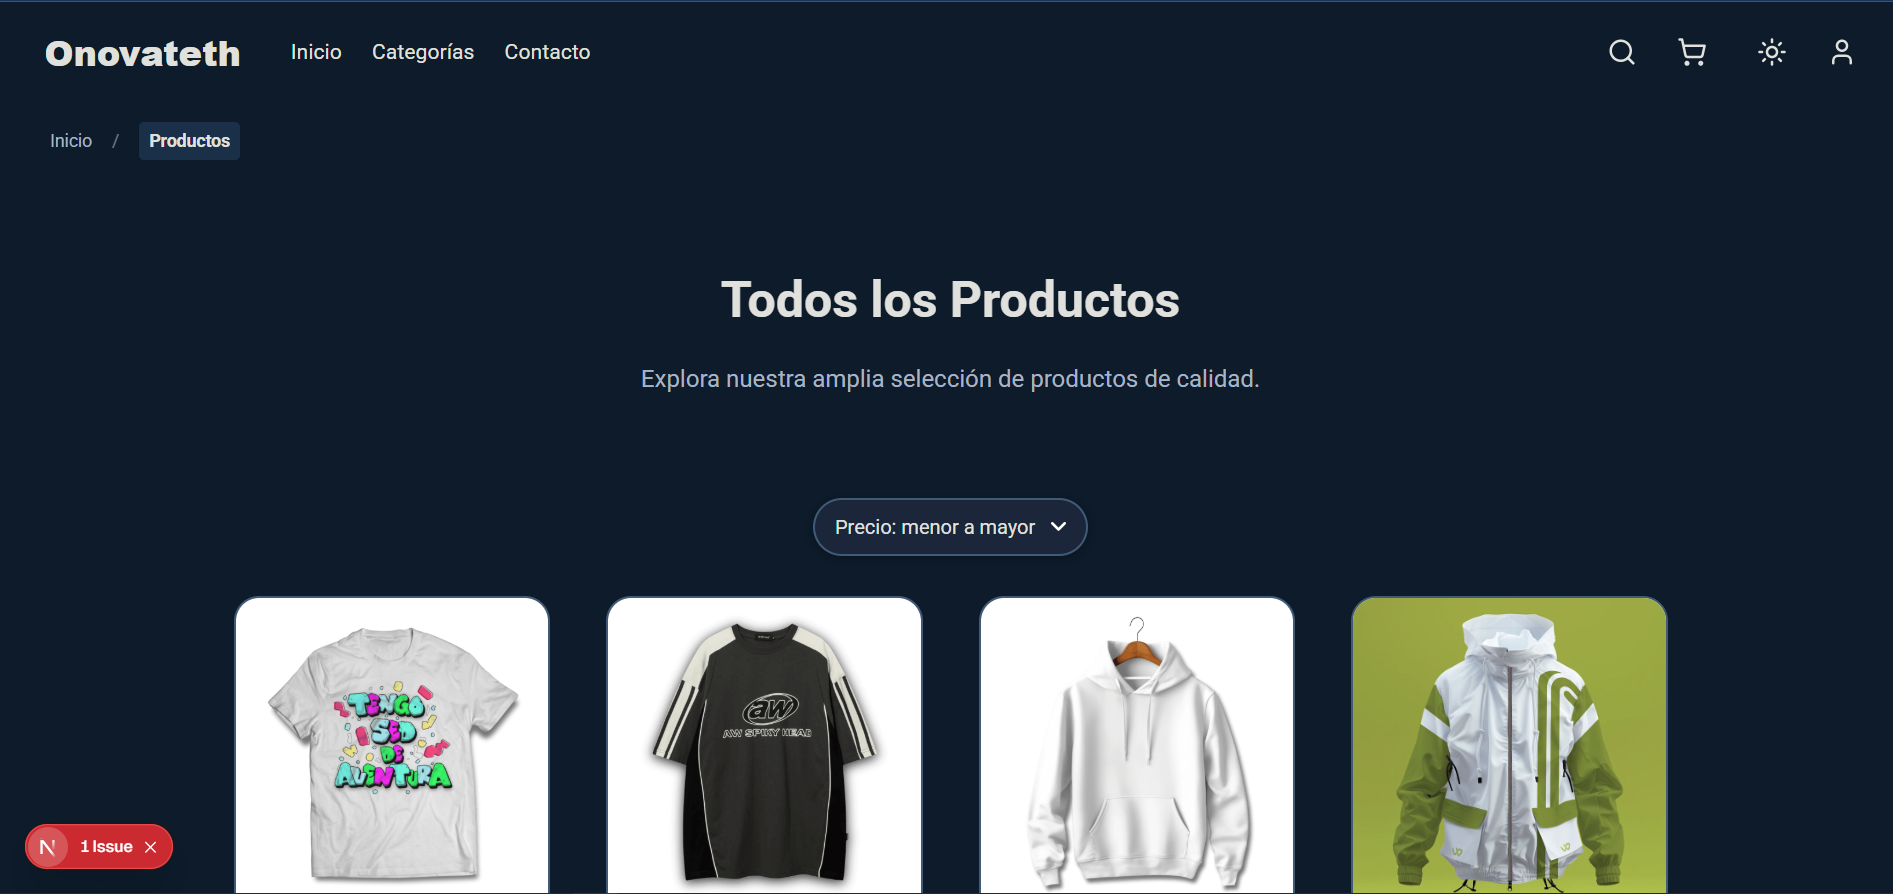 Onovateth Inicio Categorías Contacto
Inicio / Productos
Todos los Productos
Explora nuestra amplia selección de productos de calidad.
Precio: menor a mayor
TENGO
SED
DE
AVENTURA
aw
AW SPIKY HEAD
N 1 Issue